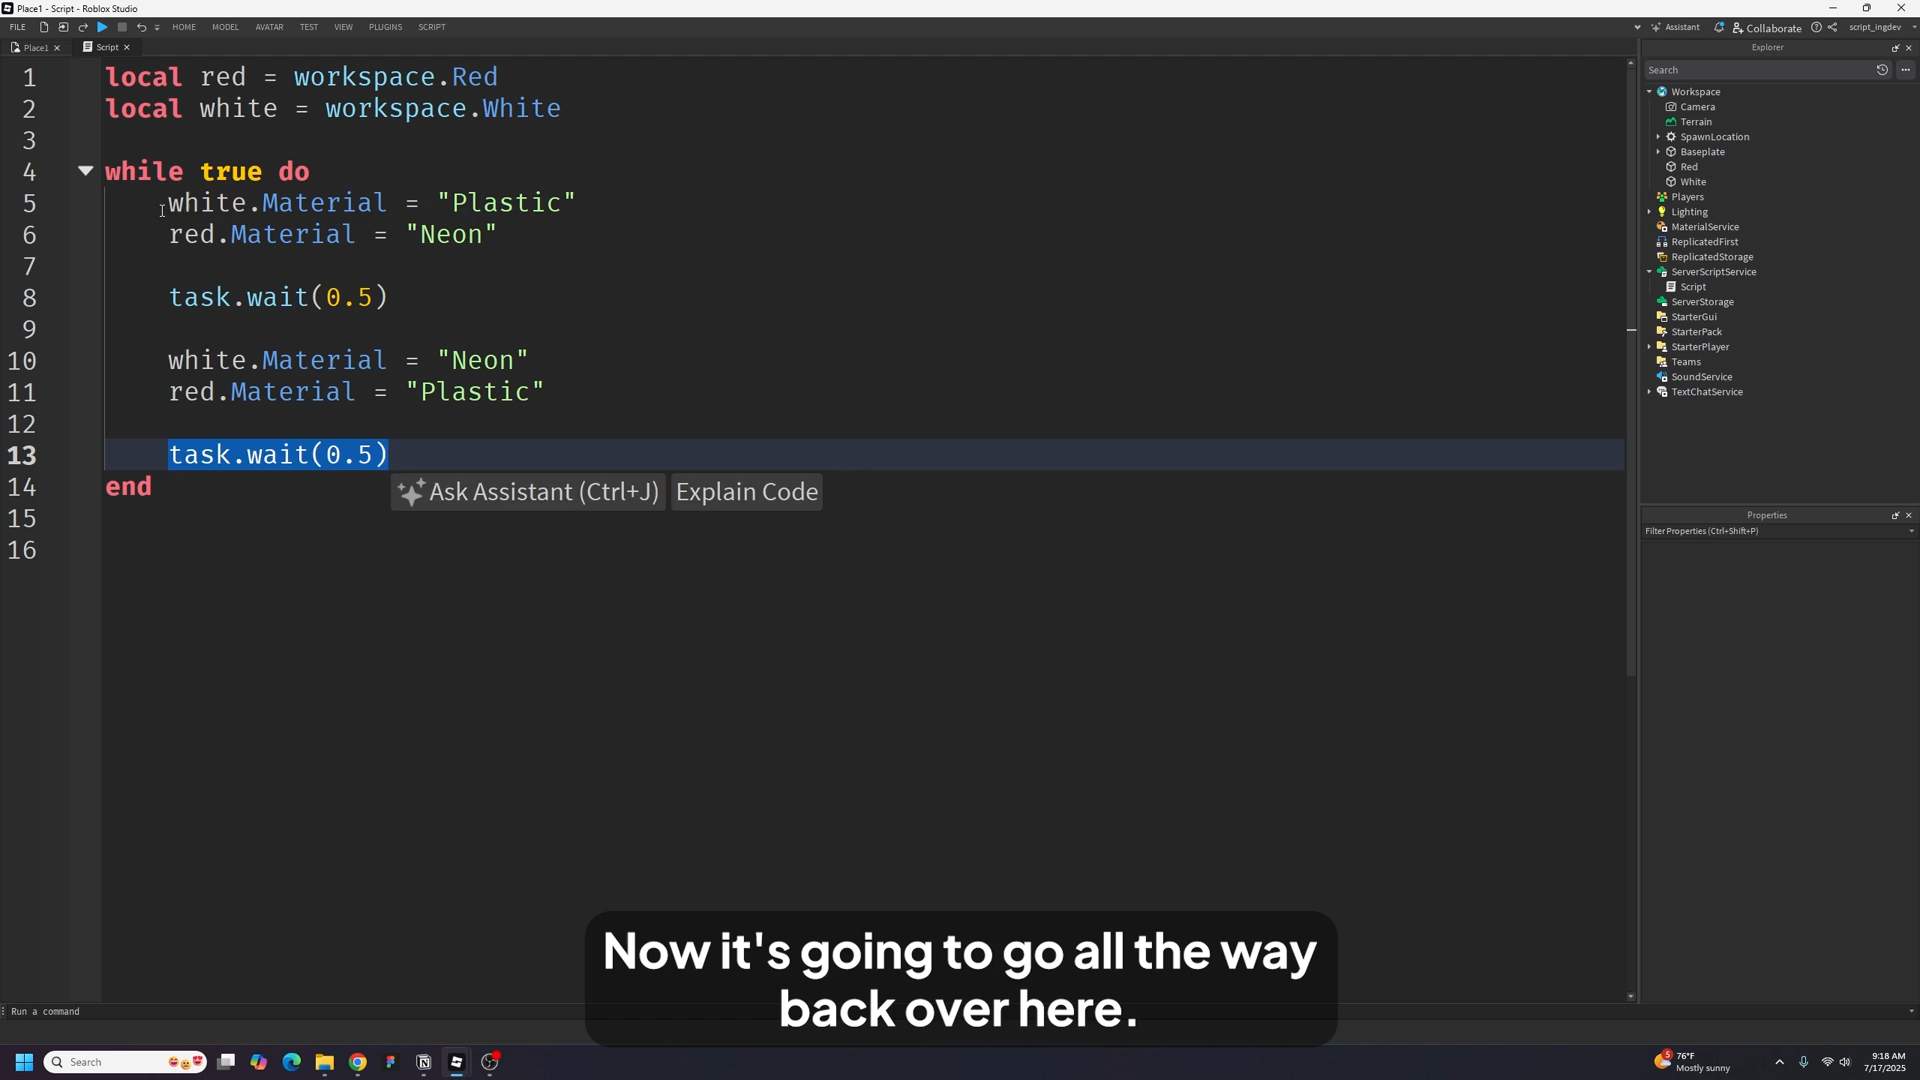 Place1 - Script - Roblox Studio
FILE HOME MODEL AVATAR TEST VIEW PLUGINS SCRIPT Assistant Collaborate script_ingdev
Place1 Script
1 local red = workspace.Red
2 local white = workspace.White
3
4 while true do
5 white.Material = "Plastic"
6 red.Material = "Neon"
7
8 task.wait(0.5)
9
10 white.Material = "Neon"
11 red.Material = "Plastic"
12
13 task.wait(0.5)
14 end
Ask Assistant (Ctrl+J) Explain Code
15
16
Explorer
Search
Workspace
Camera
Terrain
SpawnLocation
Baseplate
Red
White
Players
Lighting
MaterialService
ReplicatedFirst
ReplicatedStorage
ServerScriptService
Script
ServerStorage
StarterGui
StarterPack
StarterPlayer
Teams
SoundService
TextChatService
Properties
Filter Properties (Ctrl+Shift+P)
Now it's going to go all the way
back over here.
Run a command
Search
5
76°F
Mostly sunny
9:18 AM
7/17/2025